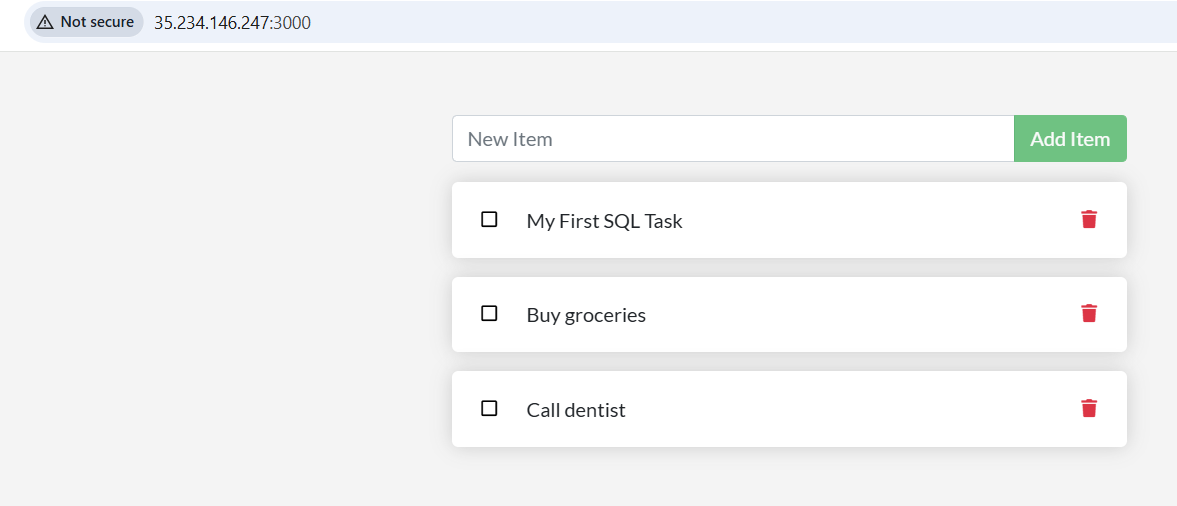 Not secure 35.234.146.247:3000
New Item Add Item
My First SQL Task
Buy groceries
Call dentist